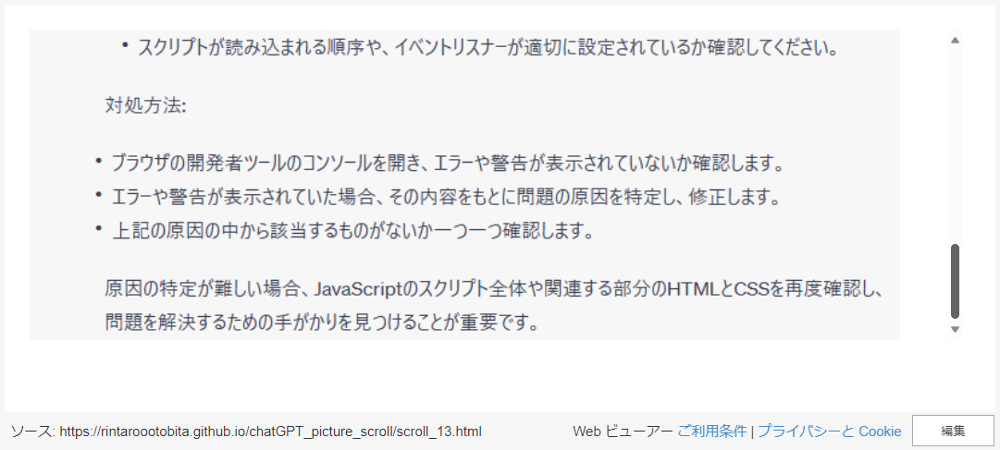 • スクリプトが読み込まれる順序や、イベントリスナーが適切に設定されているか確認してください。
対処方法:
• ブラウザの開発者ツールのコンソールを開き、エラーや警告が表示されていないか確認します。
• エラーや警告が表示されていた場合、その内容をもとに問題の原因を特定し、修正します。
• 上記の原因の中から該当するものがないか一つ一つ確認します。
原因の特定が難しい場合、JavaScriptのスクリプト全体や関連する部分のHTMLとCSSを再度確認し、
問題を解決するための手がかりを見つけることが重要です。
ソース: https://rintaroootobita.github.io/chatGPT_picture_scroll/scroll_13.html Web ビューアー ご利用条件 | プライバシーと Cookie 編集